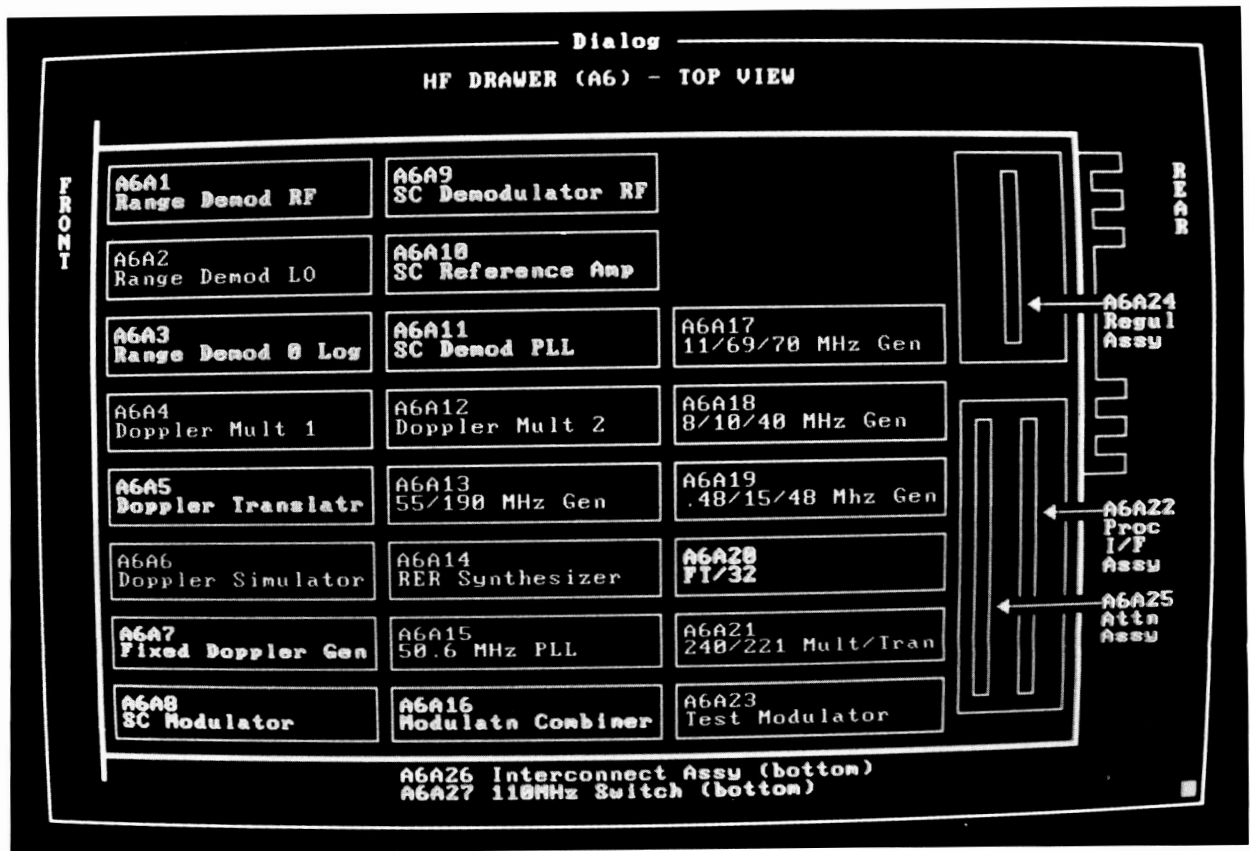 Dialog
HF DRAWER (A6) - TOP VIEW
FRONT
REAR
A6A1
Range Demod RF
A6A2
Range Demod LO
A6A3
Range Demod 0 Log
A6A4
Doppler Mult 1
A6A5
Doppler Translatr
A6A6
Doppler Simulator
A6A7
Fixed Doppler Gen
A6A8
SC Modulator
A6A9
SC Demodulator RF
A6A10
SC Reference Amp
A6A11
SC Demod PLL
A6A12
Doppler Mult 2
A6A13
55/190 MHz Gen
A6A14
RER Synthesizer
A6A15
50.6 MHz PLL
A6A16
Modulatn Combiner
A6A17
11/69/70 MHz Gen
A6A18
8/10/40 MHz Gen
A6A19
.48/15/48 Mhz Gen
A6A20
FT/32
A6A21
240/221 Mult/Tran
A6A23
Test Modulator
A6A24
Regul
Assy
A6A22
Proc
I/F
Assy
A6A25
Attn
Assy
A6A26 Interconnect Assy (bottom)
A6A27 110MHz Switch (bottom)